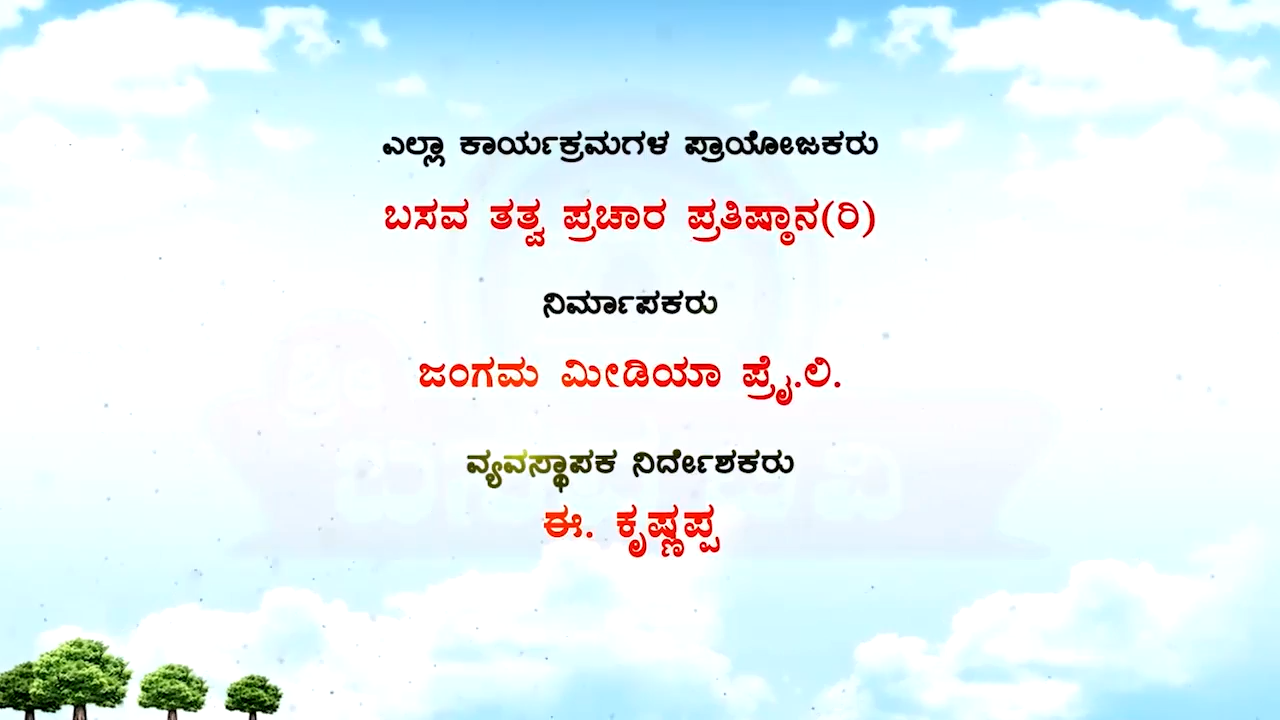 ಎಲ್ಲಾ ಕಾರ್ಯಕ್ರಮಗಳ ಪ್ರಾಯೋಜಕರು
ಬಸವ ತತ್ವ ಪ್ರಚಾರ ಪ್ರತಿಷ್ಠಾನ(ರಿ)
ನಿರ್ಮಾಪಕರು
ಜಂಗಮ ಮೀಡಿಯಾ ಪ್ರೈ.ಲಿ.
ವ್ಯವಸ್ಥಾಪಕ ನಿರ್ದೇಶಕರು
ಈ. ಕೃಷ್ಣಪ್ಪ